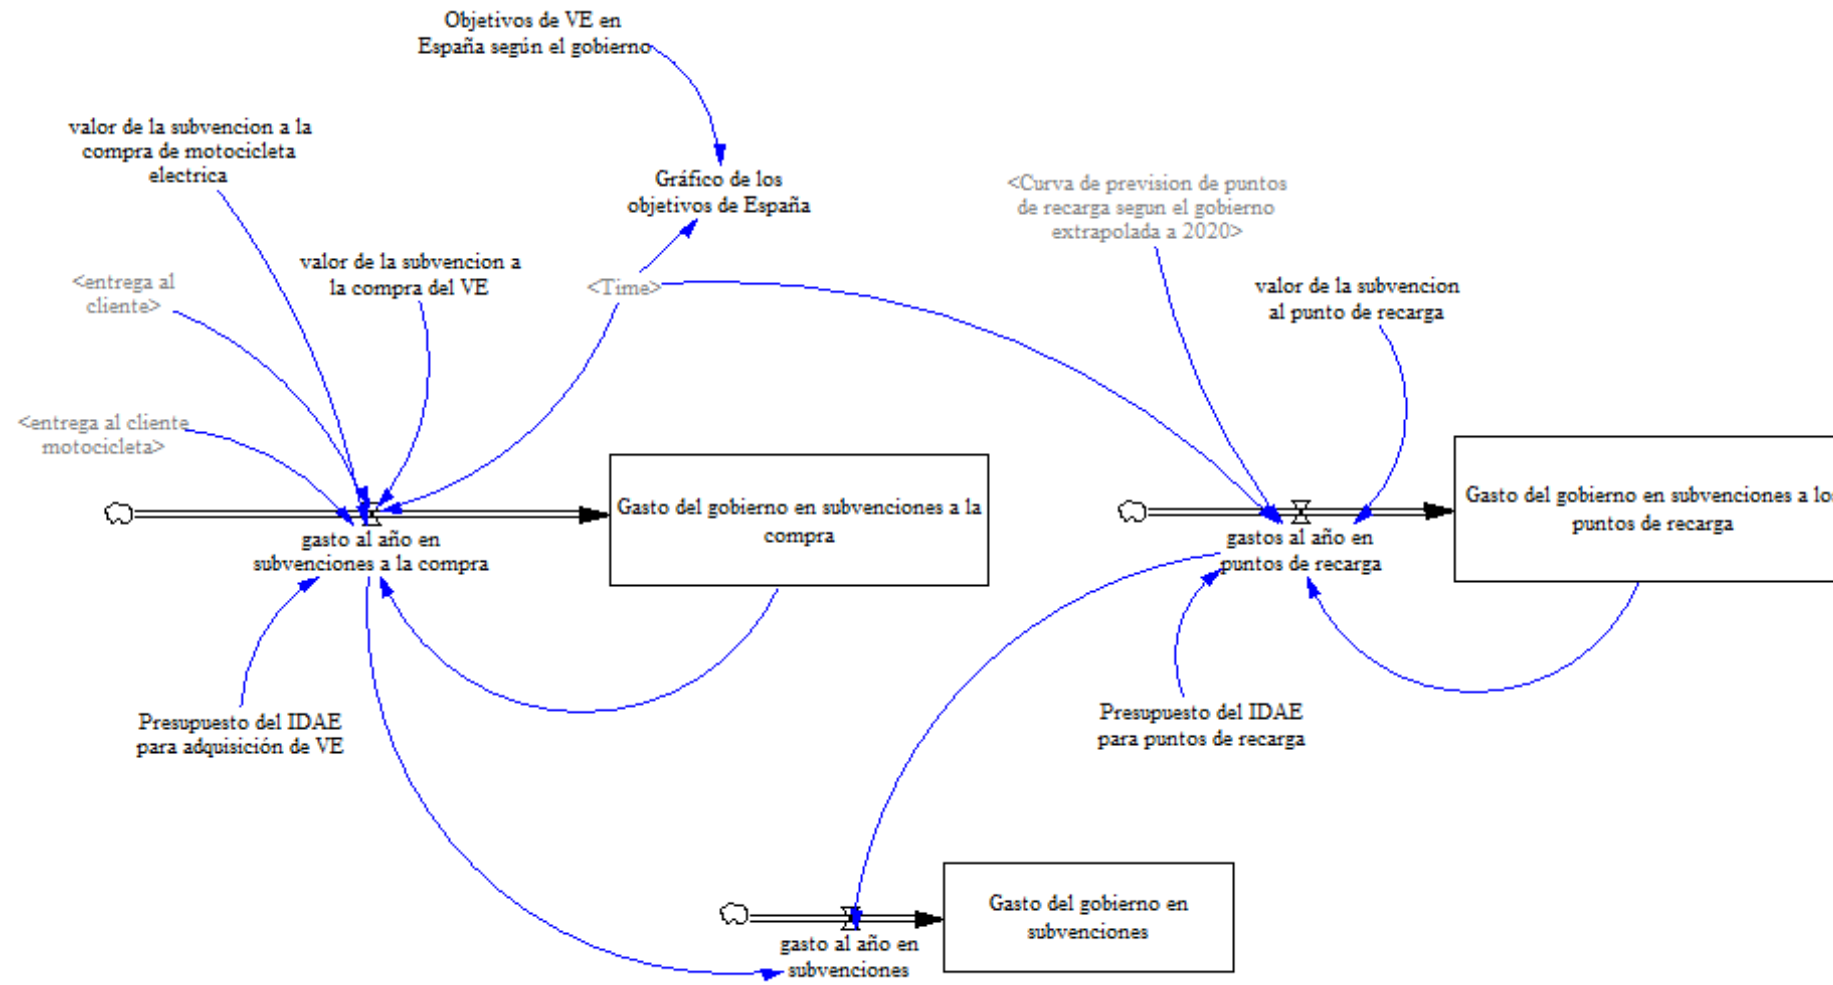 Objetivos de VE en
España según el gobierno
valor de la subvencion a la
compra de motocicleta
electrica
Gráfico de los
objetivos de España
<Curva de prevision de puntos
de recarga segun el gobierno
extrapolada a 2020>
<entrega al
cliente>
valor de la subvencion a
la compra del VE
<Time>
valor de la subvencion
al punto de recarga
<entrega al cliente
motocicleta>
Gasto del gobierno en subvenciones a la
compra
Gasto del gobierno en subvenciones a los
puntos de recarga
gasto al año en
subvenciones a la compra
gastos al año en
puntos de recarga
Presupuesto del IDAE
para adquisición de VE
Presupuesto del IDAE
para puntos de recarga
Gasto del gobierno en
subvenciones
gasto al año en
subvenciones